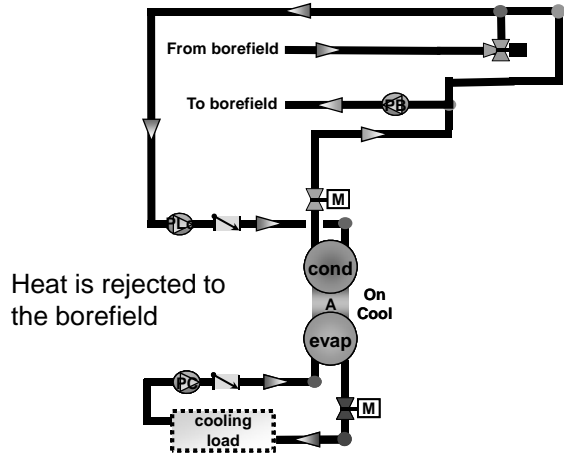 From borefield
To borefield
PB
M
PL
cond
Heat is rejected to
the borefield
A
On
Cool
evap
PC
M
cooling
load